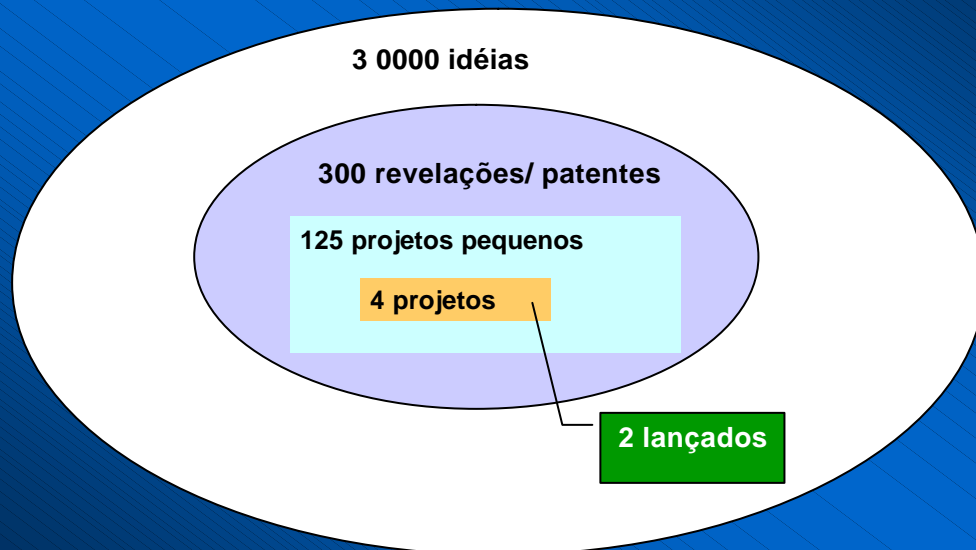 3 0000 idéias
300 revelações/ patentes
125 projetos pequenos
4 projetos
2 lançados